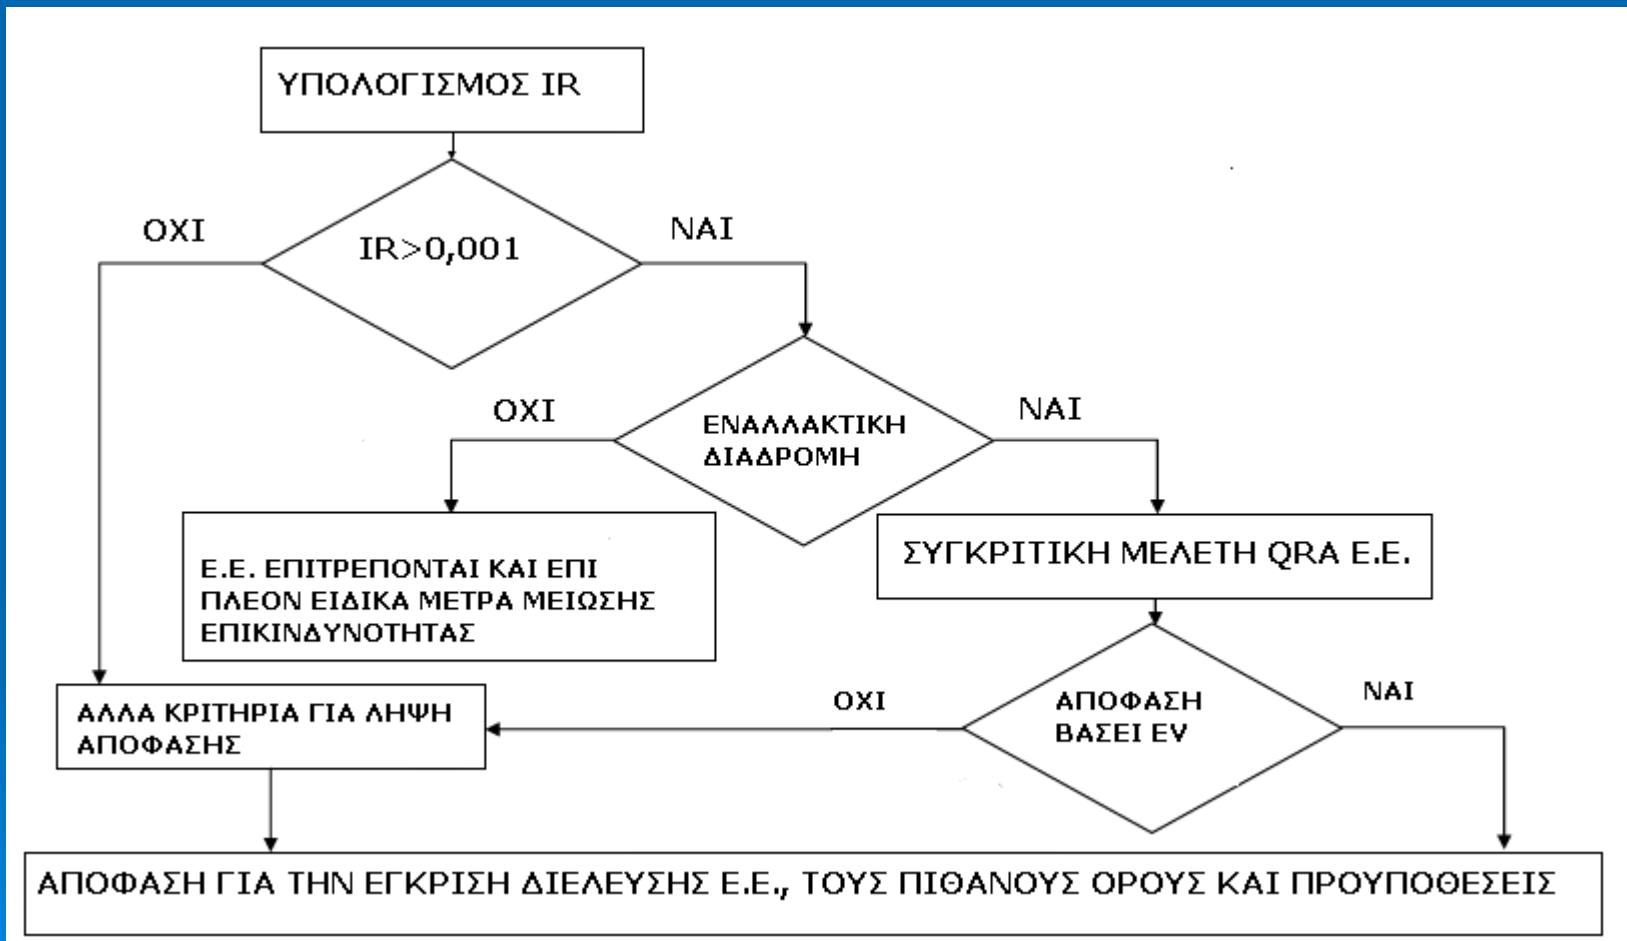 ΥΠΟΛΟΓΙΣΜΟΣ IR
ΟΧΙ
ΝΑΙ
IR>0,001
ΟΧΙ
ΝΑΙ
ΕΝΑΛΛΑΚΤΙΚΗ
ΔΙΑΔΡΟΜΗ
Ε.Ε. ΕΠΙΤΡΕΠΟΝΤΑΙ ΚΑΙ ΕΠΙ
ΠΛΕΟΝ ΕΙΔΙΚΑ ΜΕΤΡΑ ΜΕΙΩΣΗΣ
ΕΠΙΚΙΝΔΥΝΟΤΗΤΑΣ
ΣΥΓΚΡΙΤΙΚΗ ΜΕΛΕΤΗ QRA Ε.Ε.
ΑΛΛΑ ΚΡΙΤΗΡΙΑ ΓΙΑ ΛΗΨΗ
ΑΠΟΦΑΣΗΣ
ΟΧΙ
ΑΠΟΦΑΣΗ
ΒΑΣΕΙ EV
ΝΑΙ
ΑΠΟΦΑΣΗ ΓΙΑ ΤΗΝ ΕΓΚΡΙΣΗ ΔΙΕΛΕΥΣΗΣ Ε.Ε., ΤΟΥΣ ΠΙΘΑΝΟΥΣ ΟΡΟΥΣ ΚΑΙ ΠΡΟΥΠΟΘΕΣΕΙΣ